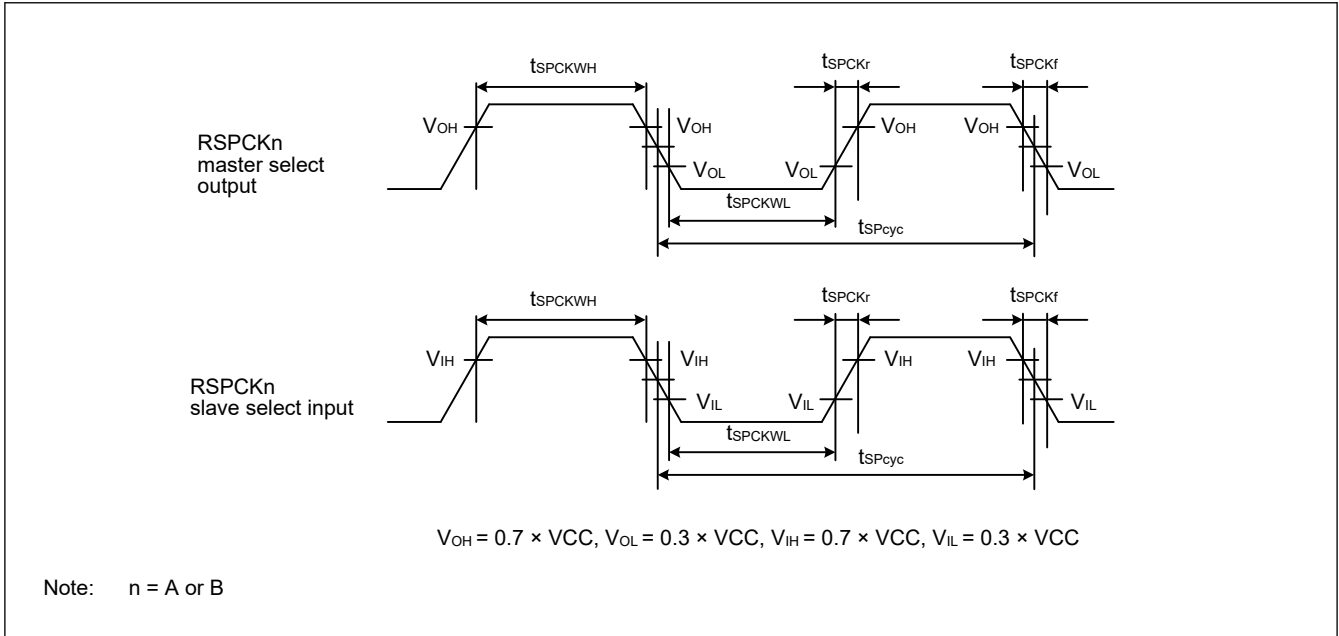 tSPCKWH
tSPCKr
tSPCKf
RSPCKn
master select
output
VOH
VOH
VOL
VOL
VOH
VOH
VOL
tSPCKWL
tSPcyc
tSPCKWH
tSPCKr
tSPCKf
RSPCKn
slave select input
VIH
VIH
VIL
VIL
VIH
VIH
VIL
tSPCKWL
tSPcyc
VOH = 0.7 × VCC, VOL = 0.3 × VCC, VIH = 0.7 × VCC, VIL = 0.3 × VCC
Note: n = A or B